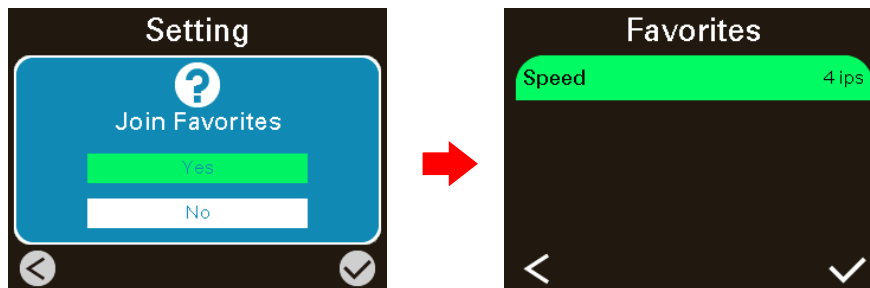 Setting
?
Join Favorites
Yes
No
Favorites
Speed 4 ips